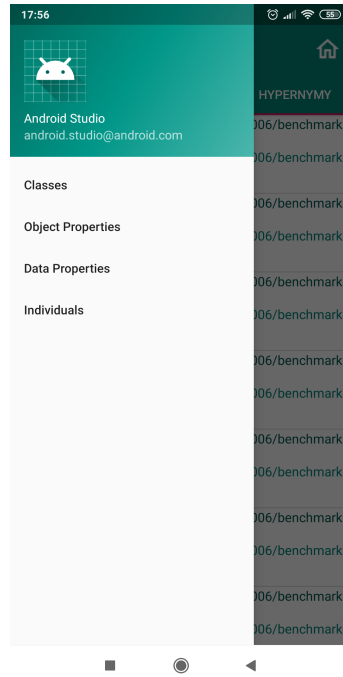 17:56
55
Android Studio
android.studio@android.com
HYPERNYMY
Classes
Object Properties
Data Properties
Individuals
006/benchmark
006/benchmark
006/benchmark
006/benchmark
006/benchmark
006/benchmark
006/benchmark
006/benchmark
006/benchmark
006/benchmark
006/benchmark
006/benchmark
006/benchmark
006/benchmark